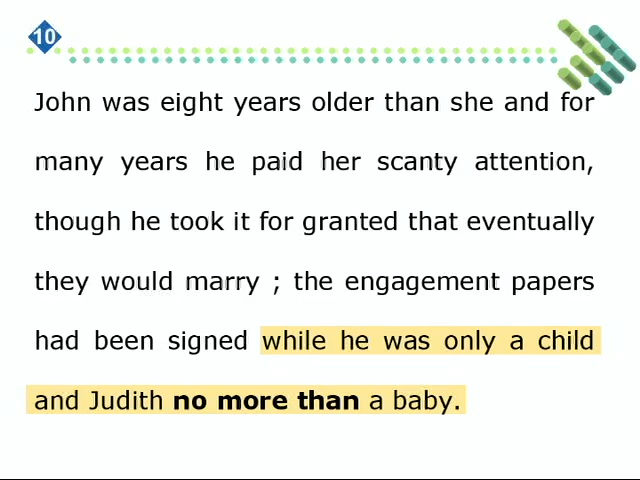 10
John was eight years older than she and for
many years he paid her scanty attention,
though he took it for granted that eventually
they would marry ; the engagement papers
had been signed while he was only a child
and Judith no more than a baby.